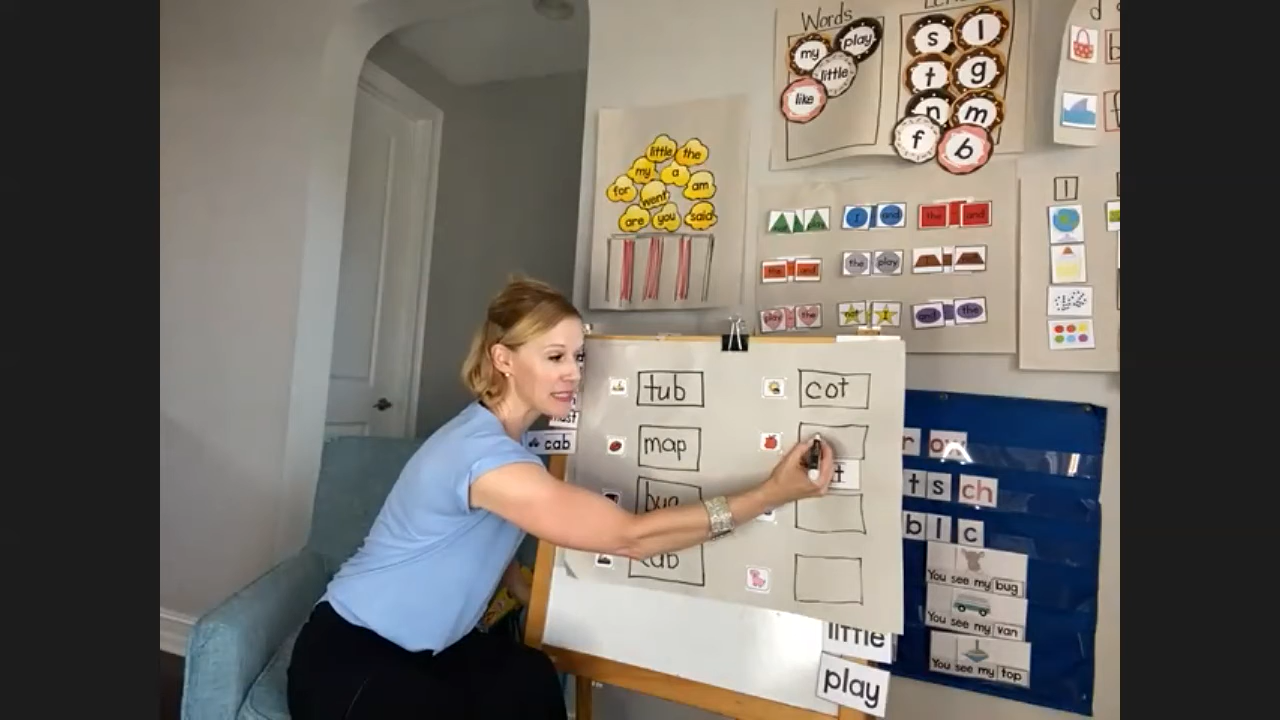 Words
my
play
little
like
s
l
t
g
n
m
f
b
d
little
the
my
a
for
went
am
are
you
said
I
and
the
and
the
and
the
play
play
the
I
and
the
l
tub
cot
map
bug
cab
cab
t
r
t s ch
b l c
You see my bug
You see my van
You see my top
little
play